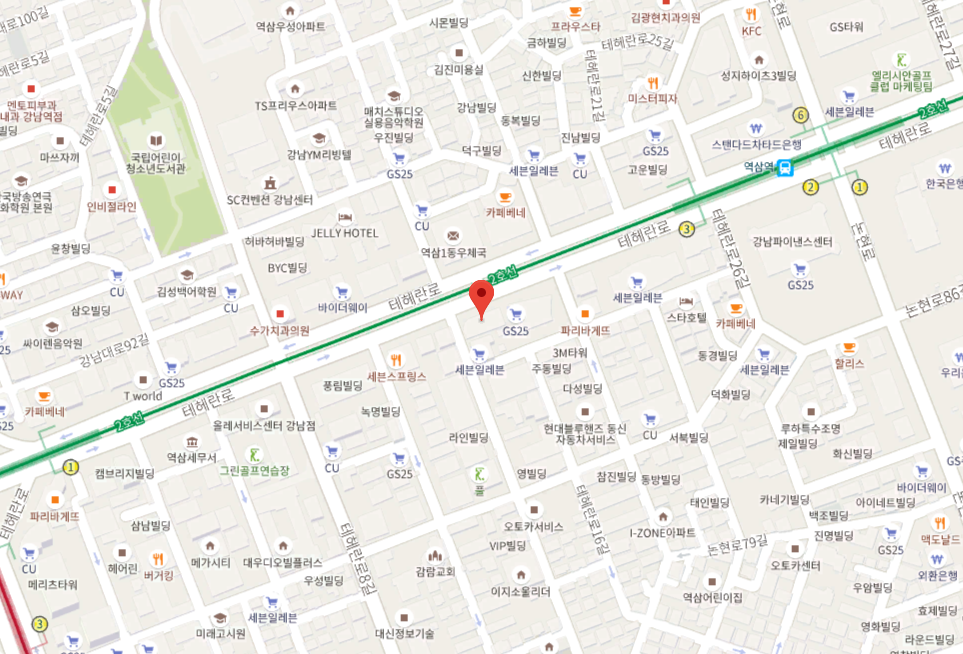 역삼우성아파트
시몬빌딩
프라우스타
금하빌딩
김광현치과의원
KFC
논현로
GS타워
테헤란로27길
테헤란로5길
테헤란로25길
김진미용실
신한빌딩
테헤란로21길
성지하이츠3빌딩
엘리시안골프
클럽 마케팅팀
엔토피부과
내과 강남역점
테헤란로5길
TS프리우스아파트
매치스튜디오
실용음악학원
강남빌딩
미스터피자
세븐일레븐
2호선
동복빌딩
6
마쓰자끼
국립어린이
청소년도서관
강남YM리빙텔
우진빌딩
GS25
덕구빌딩
진남빌딩
GS25
스탠다드차타드은행
테헤란로
세븐일레븐
CU
고운빌딩
역삼역
한국은행
인비절라인
SC컨벤션 강남센터
2
1
카페베네
JELLY HOTEL
CU
윤창빌딩
허바허바빌딩
역삼1동우체국
테헤란로
3
테헤란로26길
강남파이낸스센터
논현로
BYC빌딩
2호선
CU
김성백어학원
CU
바이더웨이
테헤란로
세븐일레븐
GS25
스타호텔
카페베네
논현로86길
삼오빌딩
수가치과의원
GS25
파리바게뜨
싸이렌음악원
강남대로92길
GS25
T world
세븐스프링스
세븐일레븐
3M타워
주동빌딩
동경빌딩
세븐일레븐
할리스
카페베네
테헤란로
풍림빌딩
다성빌딩
덕화빌딩
2호선
올레서비스센터 강남점
녹명빌딩
현대블루핸즈 동신
자동차서비스
CU
루하특수조명
제일빌딩
라인빌딩
서북빌딩
역삼세무서
CU
화신빌딩
1
캠브리지빌딩
그린골프연습장
GS25
폴
영빌딩
참진빌딩
동방빌딩
바이더웨이
파리바게뜨
테헤란로
태인빌딩
카네기빌딩
아이네트빌딩
삼남빌딩
오토카서비스
테헤란로16길
I-ZONE아파트
백조빌딩
진명빌딩
GS25
맥도날드
CU
헤어린
버거킹
메가시티
대우디오빌플러스
테헤란로8길
VIP빌딩
논현로79길
오토카센터
외환은행
메리츠타워
우성빌딩
감람교회
이지소울리더
역삼어린이집
우암빌딩
세븐일레븐
효제빌딩
3
미래고시원
대신정보기술
영화빌딩
라운드빌딩